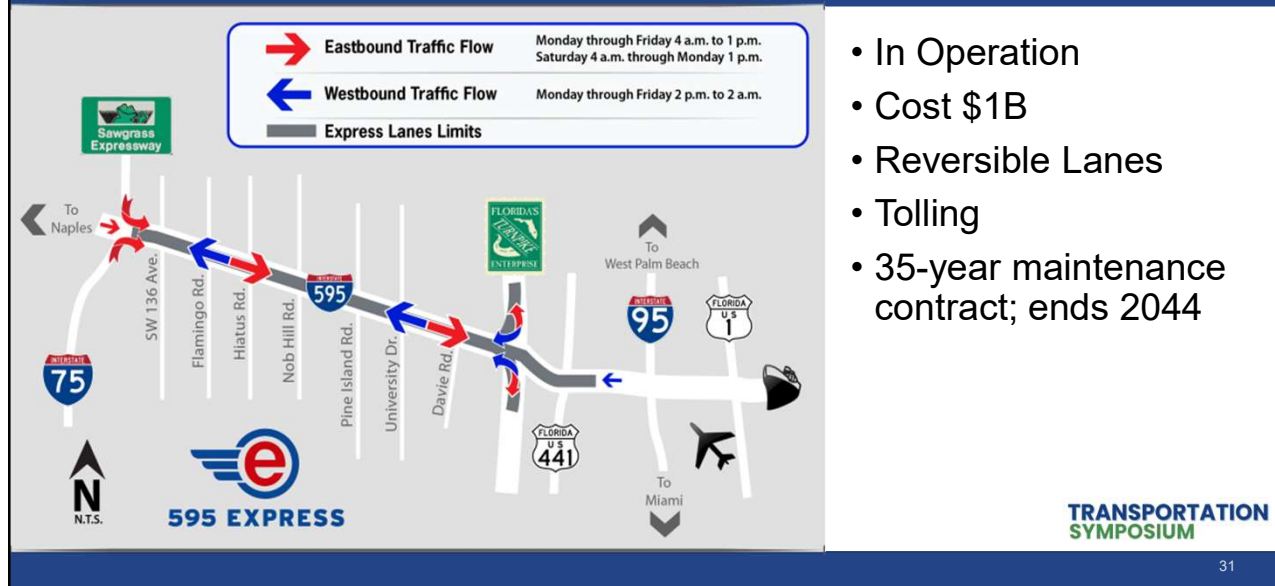 Eastbound Traffic Flow
Monday through Friday 4 a.m. to 1 p.m.
Saturday 4 a.m. through Monday 1 p.m.
Westbound Traffic Flow
Monday through Friday 2 p.m. to 2 a.m.
Express Lanes Limits
Sawgrass
Expressway
To
Naples
SW 136 Ave.
Flamingo Rd.
Hiatus Rd.
Nob Hill Rd.
INTERSTATE
595
Pine Island Rd.
University Dr.
Davie Rd.
FLORIDA'S
TURNPIKE
ENTERPRISE
To
West Palm Beach
INTERSTATE
95
FLORIDA
US
1
INTERSTATE
75
FLORIDA
US
441
To
Miami
N
N.T.S.
e
595 EXPRESS
• In Operation
• Cost $1B
• Reversible Lanes
• Tolling
• 35-year maintenance
contract; ends 2044
TRANSPORTATION
SYMPOSIUM
31